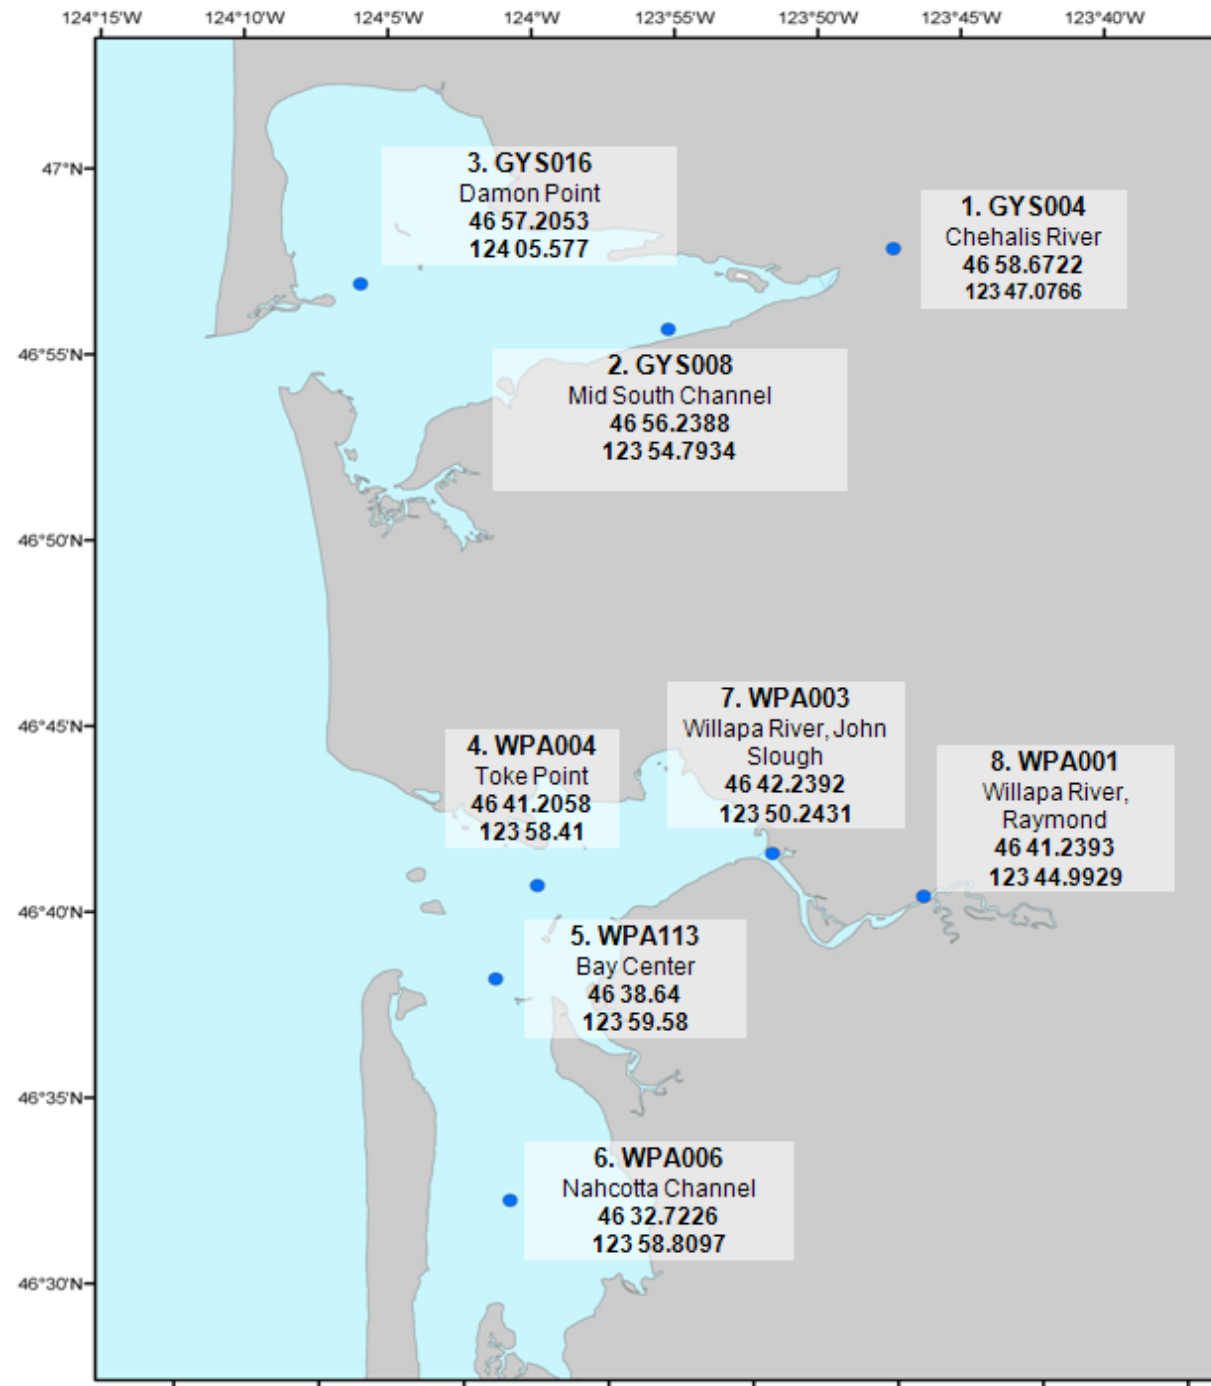 124°15'W 124°10'W 124°5'W 124°W 123°55'W 123°50'W 123°45'W 123°40'W
47°N
46°55'N
46°50'N
46°45'N
46°40'N
46°35'N
46°30'N
3. GYS016
Damon Point
46 57.2053
124 05.577
1. GYS004
Chehalis River
46 58.6722
123 47.0766
2. GYS008
Mid South Channel
46 56.2388
123 54.7934
7. WPA003
Willapa River, John
Slough
46 42.2392
123 50.2431
4. WPA004
Toke Point
46 41.2058
123 58.41
8. WPA001
Willapa River,
Raymond
46 41.2393
123 44.9929
5. WPA113
Bay Center
46 38.64
123 59.58
6. WPA006
Nahcotta Channel
46 32.7226
123 58.8097